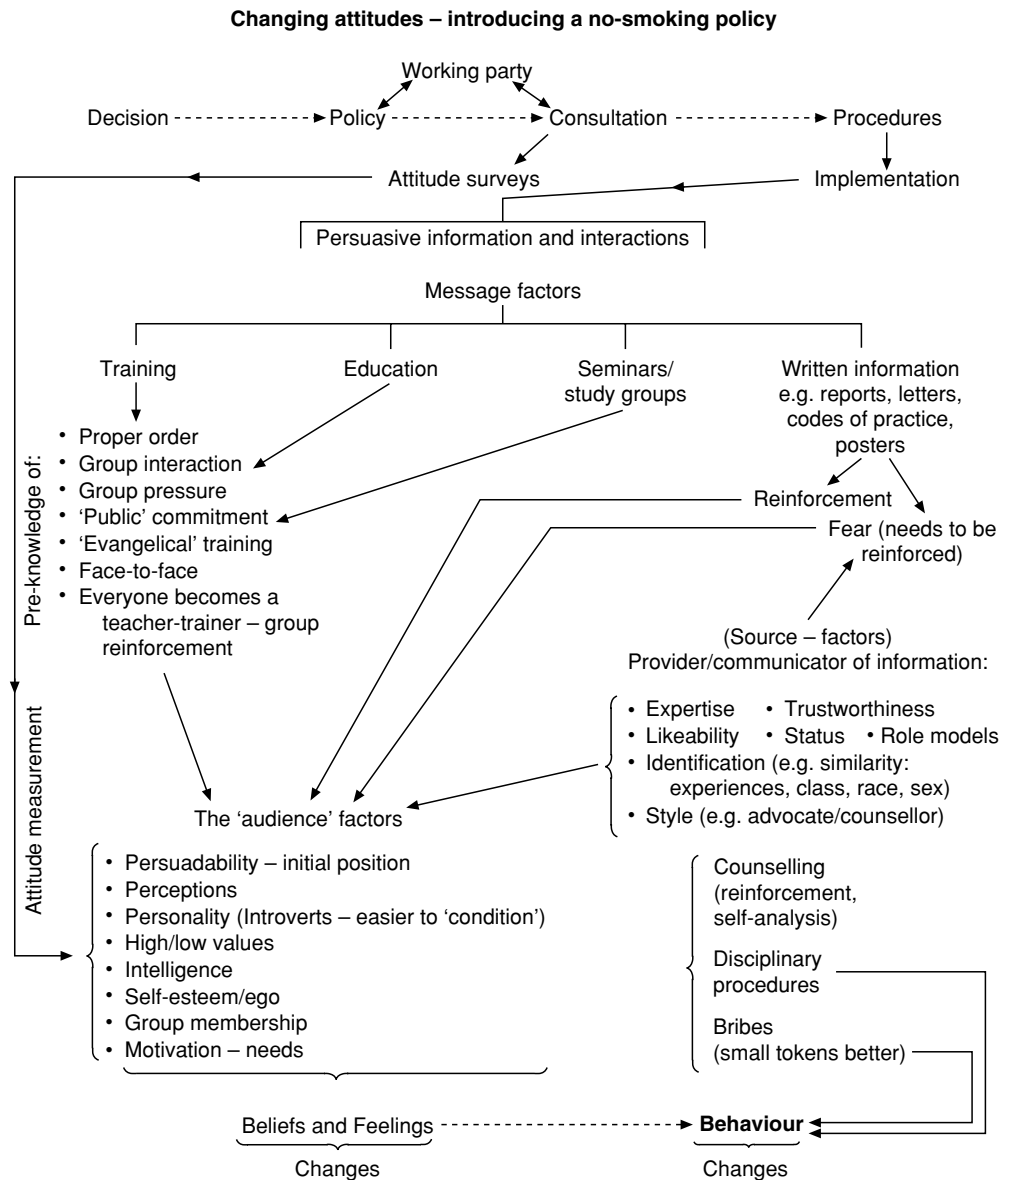 Changing attitudes – introducing a no-smoking policy
Working party
Decision
Policy
Consultation
Procedures
Attitude surveys
Implementation
Persuasive information and interactions
Message factors
Training
Education
Seminars/
study groups
Written information
e.g. reports, letters,
codes of practice,
posters
• Proper order
• Group interaction
• Group pressure
• ‘Public’ commitment
• ‘Evangelical’ training
• Face-to-face
• Everyone becomes a
teacher-trainer – group
reinforcement
Pre-knowledge of:
Reinforcement
Fear (needs to be
reinforced)
(Source – factors)
Provider/communicator of information:
• Expertise • Trustworthiness
• Likeability • Status • Role models
• Identification (e.g. similarity:
experiences, class, race, sex)
• Style (e.g. advocate/counsellor)
Attitude measurement
The ‘audience’ factors
• Persuadability – initial position
• Perceptions
• Personality (Introverts – easier to ‘condition’)
• High/low values
• Intelligence
• Self-esteem/ego
• Group membership
• Motivation – needs
Counselling
(reinforcement,
self-analysis)
Disciplinary
procedures
Bribes
(small tokens better)
Beliefs and Feelings
Behaviour
Changes
Changes